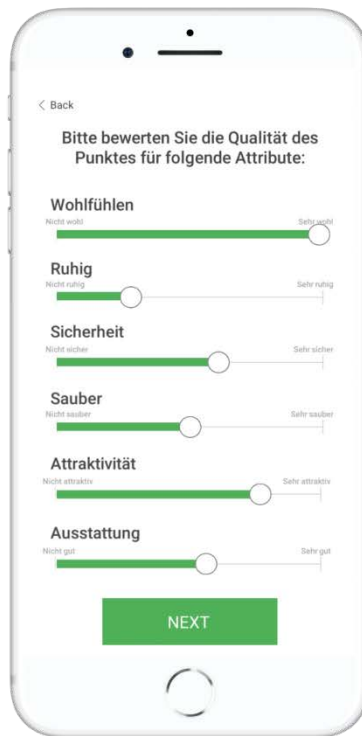 Back
Bitte bewerten Sie die Qualität des
Punktes für folgende Attribute:
Wohlfühlen
Nicht wohl Sehr wohl
Ruhig
Nicht ruhig Sehr ruhig
Sicherheit
Nicht sicher Sehr sicher
Sauber
Nicht sauber Sehr sauber
Attraktivität
Nicht attraktiv Sehr attraktiv
Ausstattung
Nicht gut Sehr gut
NEXT